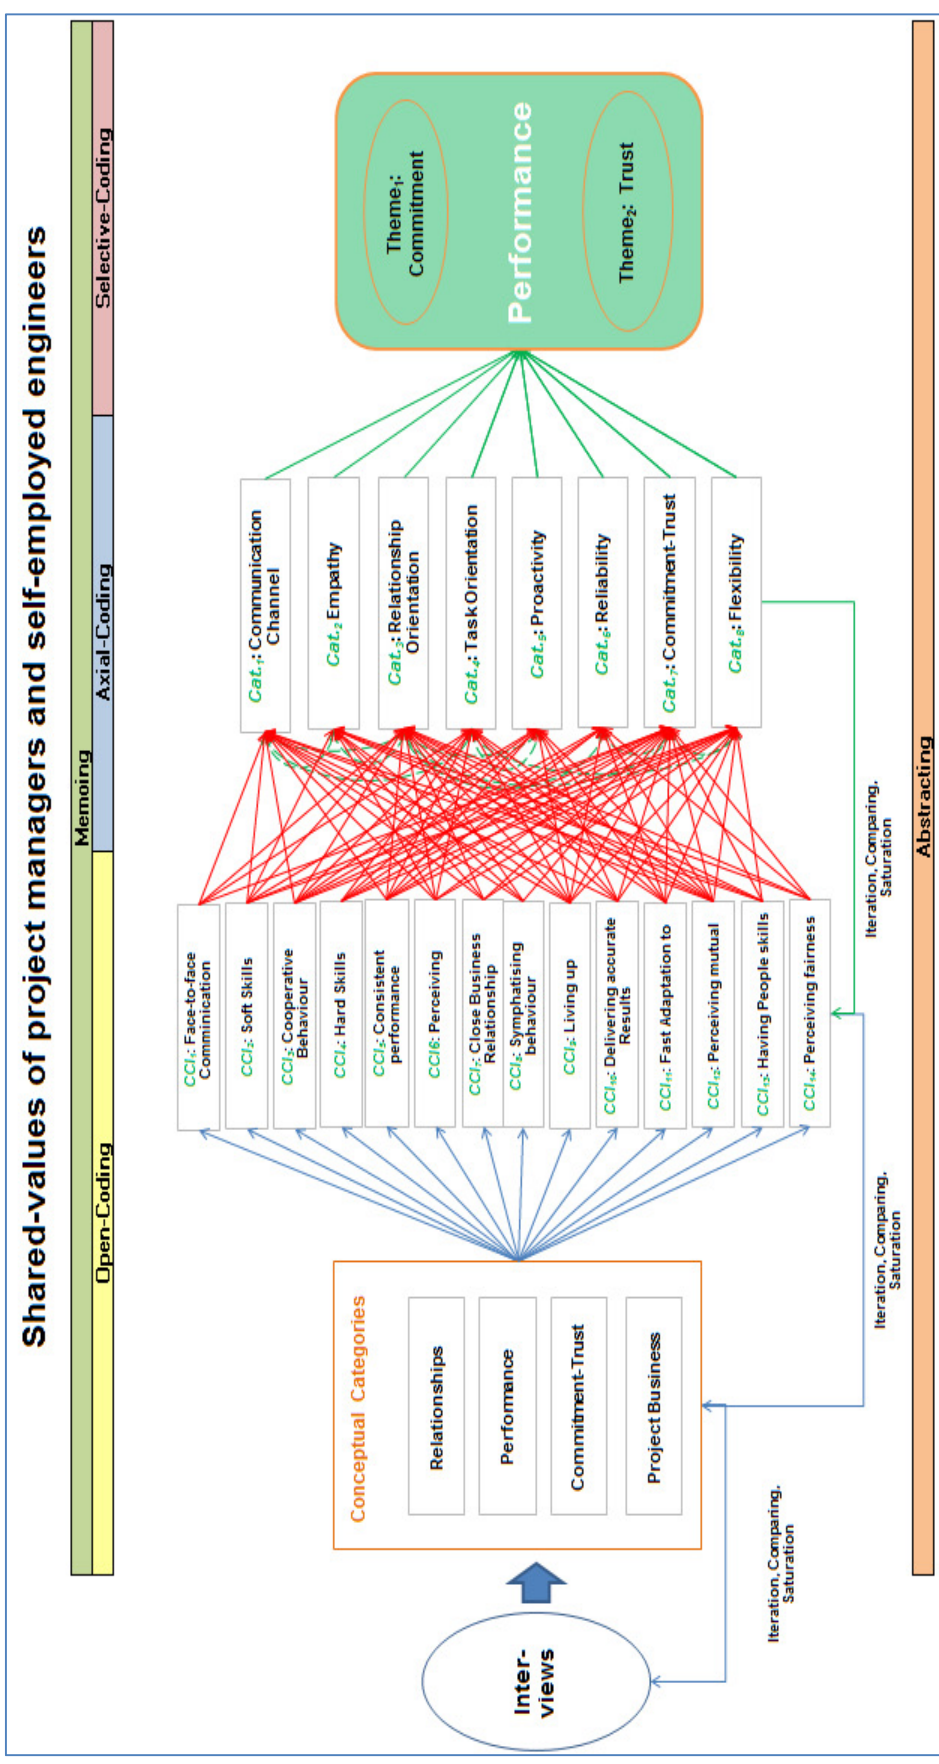 Shared-values of project managers and self-employed engineers
Memoing
Open-Coding
Axial-Coding
Selective-Coding
Inter-
views
Conceptual Categories
Relationships
Performance
Commitment-Trust
Project Business
CCI₁: Face-to-face
Comminication
CCI₂: Soft Skills
CCI₃: Cooperative
Behaviour
CCI₄: Hard Skills
CCI₅: Consistent
performance
CCI6: Perceiving
CCI₇: Close Business
Relationship
CCI₈: Symphatising
behaviour
CCI₉: Living up
CCI₁₀: Delivering accurate
Results
CCI₁₁: Fast Adaptation to
CCI₁₂: Perceiving mutual
CCI₁₃: Having People skills
CCI₁₄: Perceiving fairness
Cat.₁: Communication
Channel
Cat.₂ Empathy
Cat.₃: Relationship
Orientation
Cat.₄: Task Orientation
Cat.₅: Proactivity
Cat.₆: Reliability
Cat.₇: Commitment-Trust
Cat.₈: Flexibility
Theme₁:
Commitment
Performance
Theme₂: Trust
Iteration, Comparing,
Saturation
Iteration, Comparing,
Saturation
Iteration, Comparing,
Saturation
Abstracting